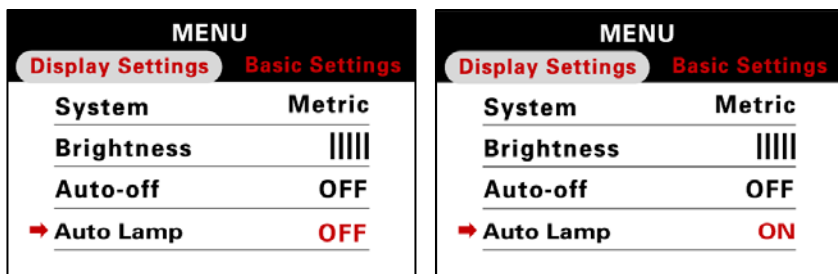 MENU
Display Settings Basic Settings
System Metric
Brightness
Auto-off OFF
Auto Lamp OFF
MENU
Display Settings Basic Settings
System Metric
Brightness
Auto-off OFF
Auto Lamp ON